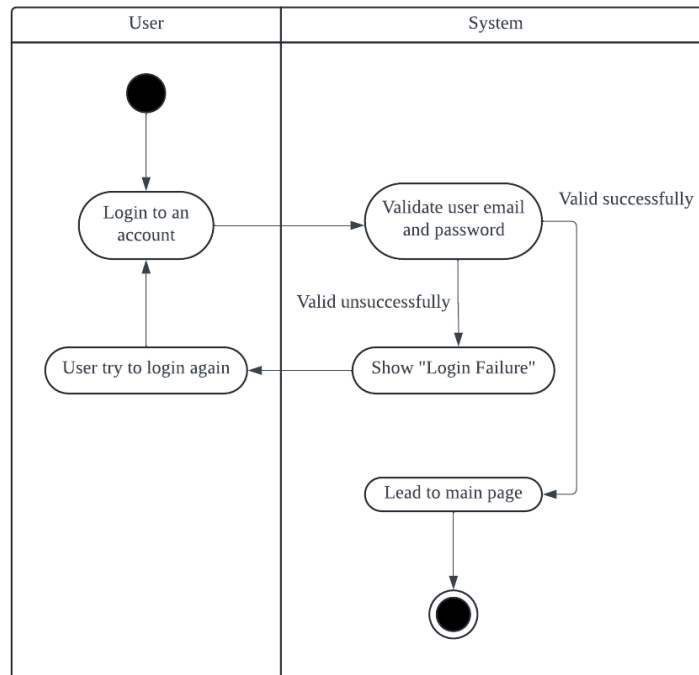 User
System
Login to an
account
Validate user email
and password
Valid successfully
Valid unsuccessfully
User try to login again
Show "Login Failure"
Lead to main page